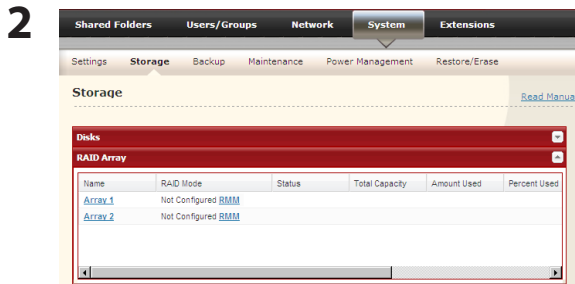 2
Shared Folders Users/Groups Network System Extensions
Settings Storage Backup Maintenance Power Management Restore/Erase
Storage
Read Manua
Disks
RAID Array
Name RAID Mode Status Total Capacity Amount Used Percent Used
Array 1 Not Configured RMM
Array 2 Not Configured RMM